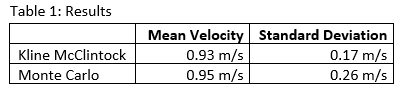 Table 1: Results
Mean Velocity Standard Deviation
Kline McClintock 0.93 m/s 0.17 m/s
Monte Carlo 0.95 m/s 0.26 m/s